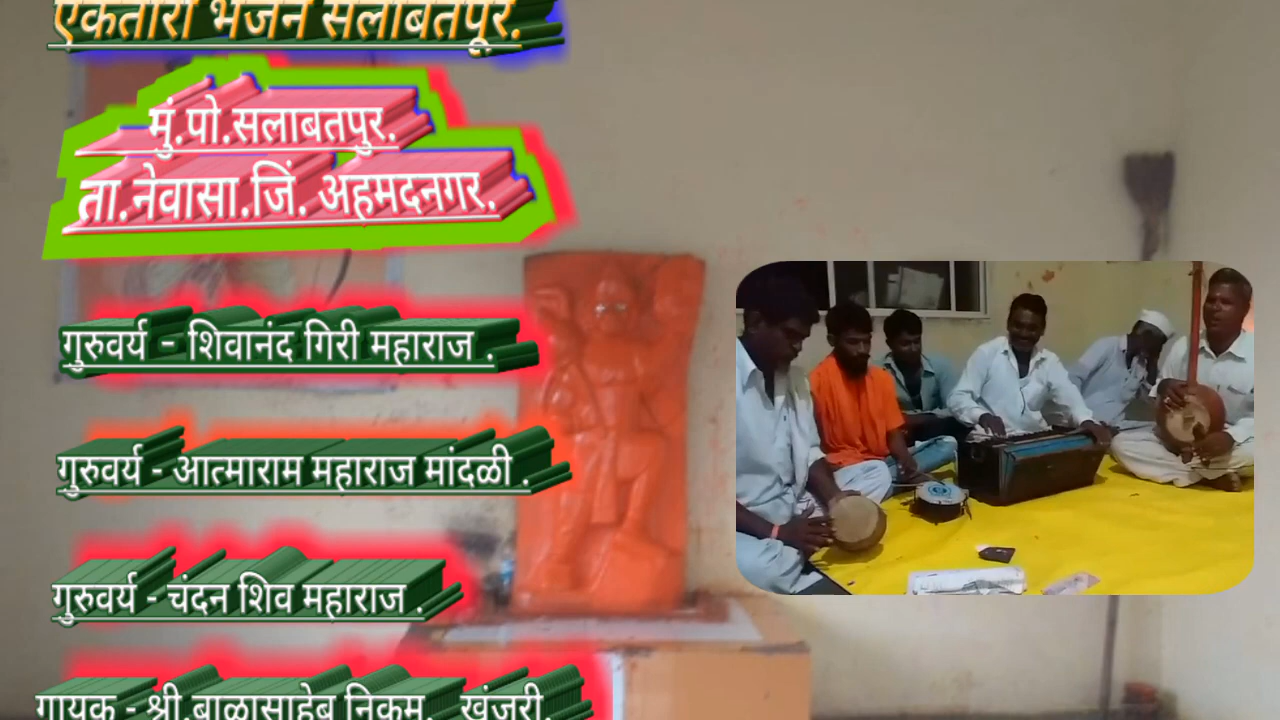 एकतारी भजन सलाबतपूर.
मुं.पो.सलाबतपुर.
ता.नेवासा.जिं. अहमदनगर.
गुरुवर्य - शिवानंद गिरी महाराज .
गुरुवर्य - आत्माराम महाराज मांदळी .
गुरुवर्य - चंदन शिव महाराज .
गायक - श्री.बाळासाहेब निकम. खंजरी.